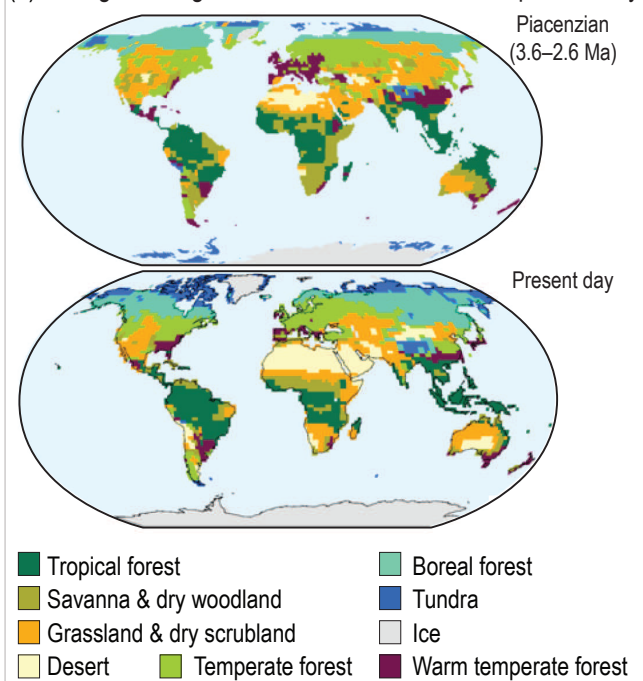 Piacenzian
(3.6–2.6 Ma)
Present day
Tropical forest
Boreal forest
Savanna & dry woodland
Tundra
Grassland & dry scrubland
Ice
Desert
Temperate forest
Warm temperate forest